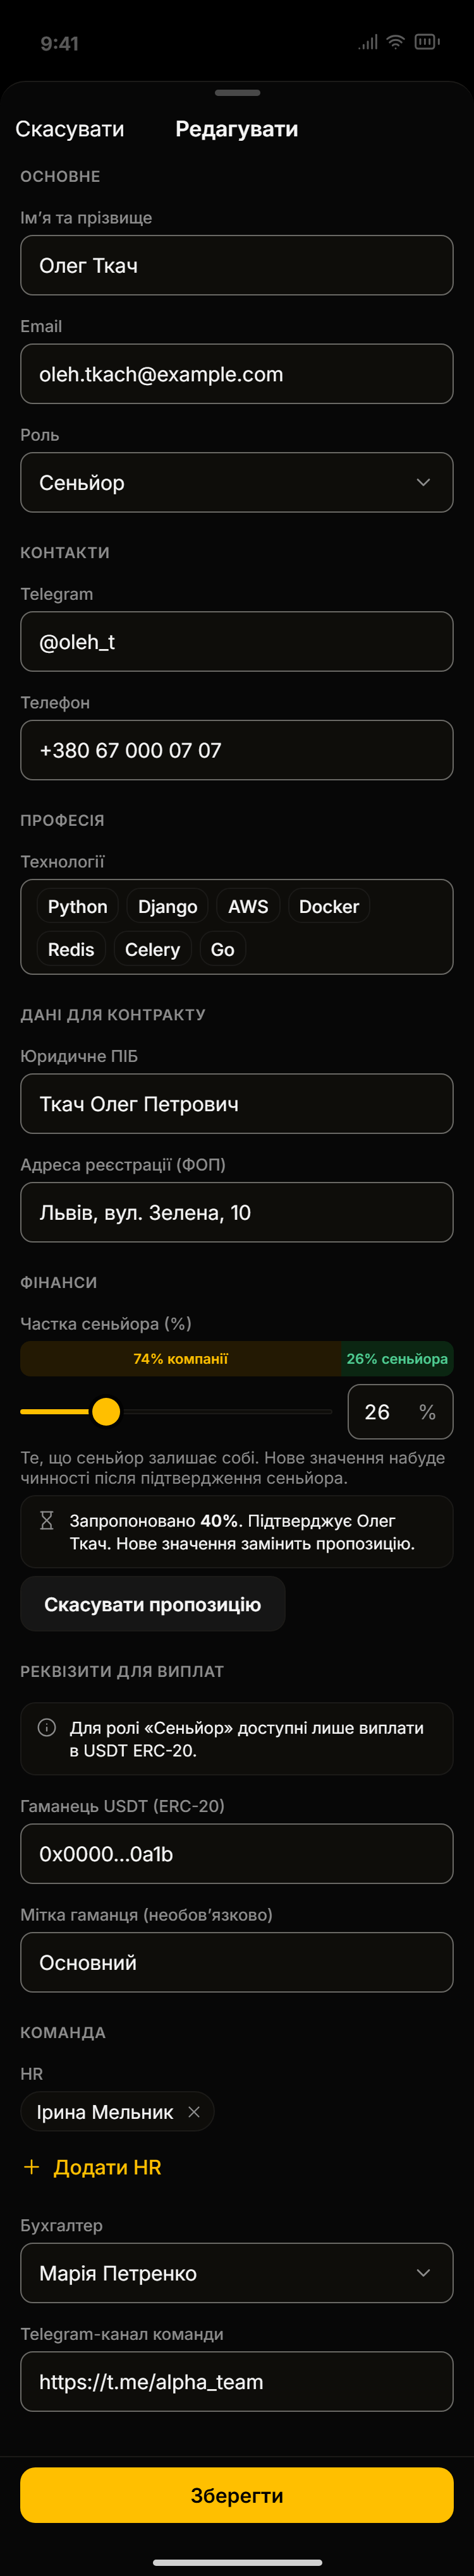 9:41
Скасувати Редагувати
ОСНОВНЕ
Ім’я та прізвище
Олег Ткач
Email
oleh.tkach@example.com
Роль
Сеньйор
КОНТАКТИ
Telegram
@oleh_t
Телефон
+380 67 000 07 07
ПРОФЕСІЯ
Технології
Python Django AWS Docker
Redis Celery Go
ДАНІ ДЛЯ КОНТРАКТУ
Юридичне ПІБ
Ткач Олег Петрович
Адреса реєстрації (ФОП)
Львів, вул. Зелена, 10
ФІНАНСИ
Частка сеньйора (%)
74% компанії 26% сеньйора
26 %
Те, що сеньйор залишає собі. Нове значення набуде
чинності після підтвердження сеньйора.
Запропоновано 40%. Підтверджує Олег
Ткач. Нове значення замінить пропозицію.
Скасувати пропозицію
РЕКВІЗИТИ ДЛЯ ВИПЛАТ
Для ролі «Сеньйор» доступні лише виплати
в USDT ERC-20.
Гаманець USDT (ERC-20)
0x0000...0a1b
Мітка гаманця (необов’язково)
Основний
КОМАНДА
HR
Ірина Мельник
Додати HR
Бухгалтер
Марія Петренко
Telegram-канал команди
https://t.me/alpha_team
Зберегти